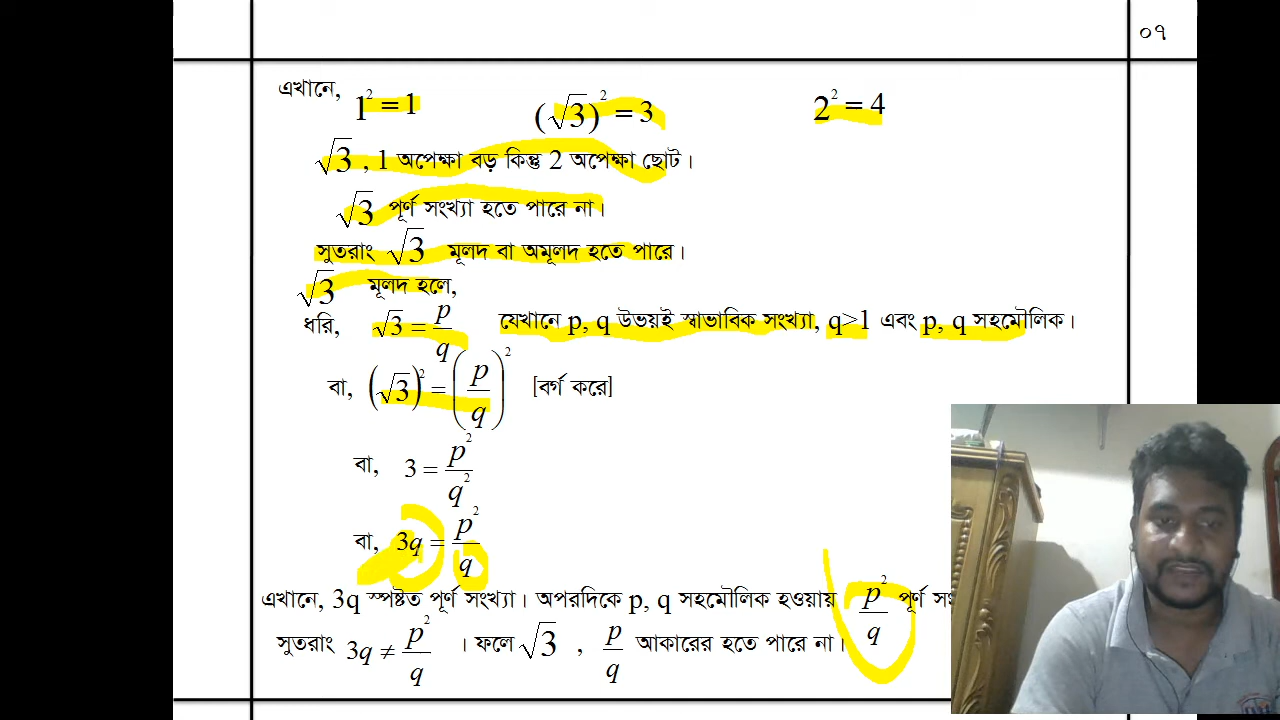 ০৭
এখানে, 1² = 1 (√3)² = 3 2² = 4
√3 , 1 অপেক্ষা বড় কিন্তু 2 অপেক্ষা ছোট।
√3 পূর্ণ সংখ্যা হতে পারে না।
সুতরাং √3 মূলদ বা অমূলদ হতে পারে।
√3 মূলদ হলে,
ধরি, √3 = p/q যেখানে p, q উভয়ই স্বাভাবিক সংখ্যা, q>1 এবং p, q সহমৌলিক।
বা, (√3)² = (p/q)² [বর্গ করে]
বা, 3 = p²/q²
বা, 3q = p²/q
এখানে, 3q স্পষ্টত পূর্ণ সংখ্যা। অপরদিকে p, q সহমৌলিক হওয়ায় p²/q পূর্ণ
সুতরাং 3q ≠ p²/q । ফলে √3 , p/q আকারের হতে পারে না।